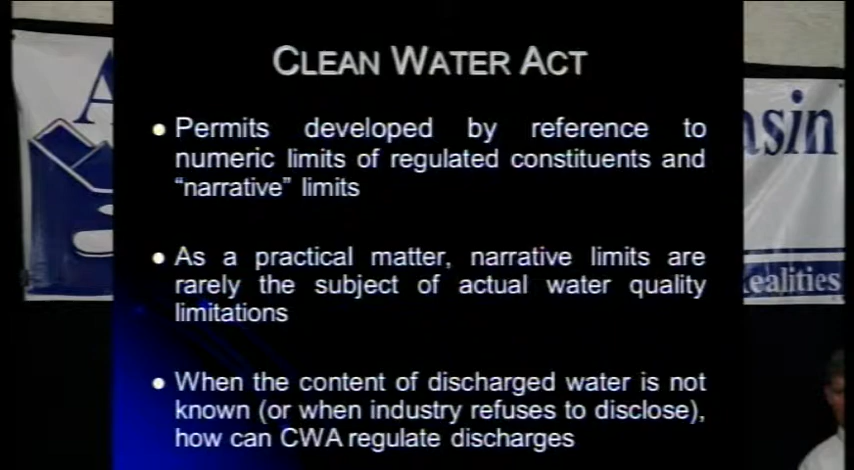 CLEAN WATER ACT
Permits developed by reference to
numeric limits of regulated constituents and
“narrative” limits
As a practical matter, narrative limits are
rarely the subject of actual water quality
limitations
When the content of discharged water is not
known (or when industry refuses to disclose),
how can CWA regulate discharges
A
asin
Realities